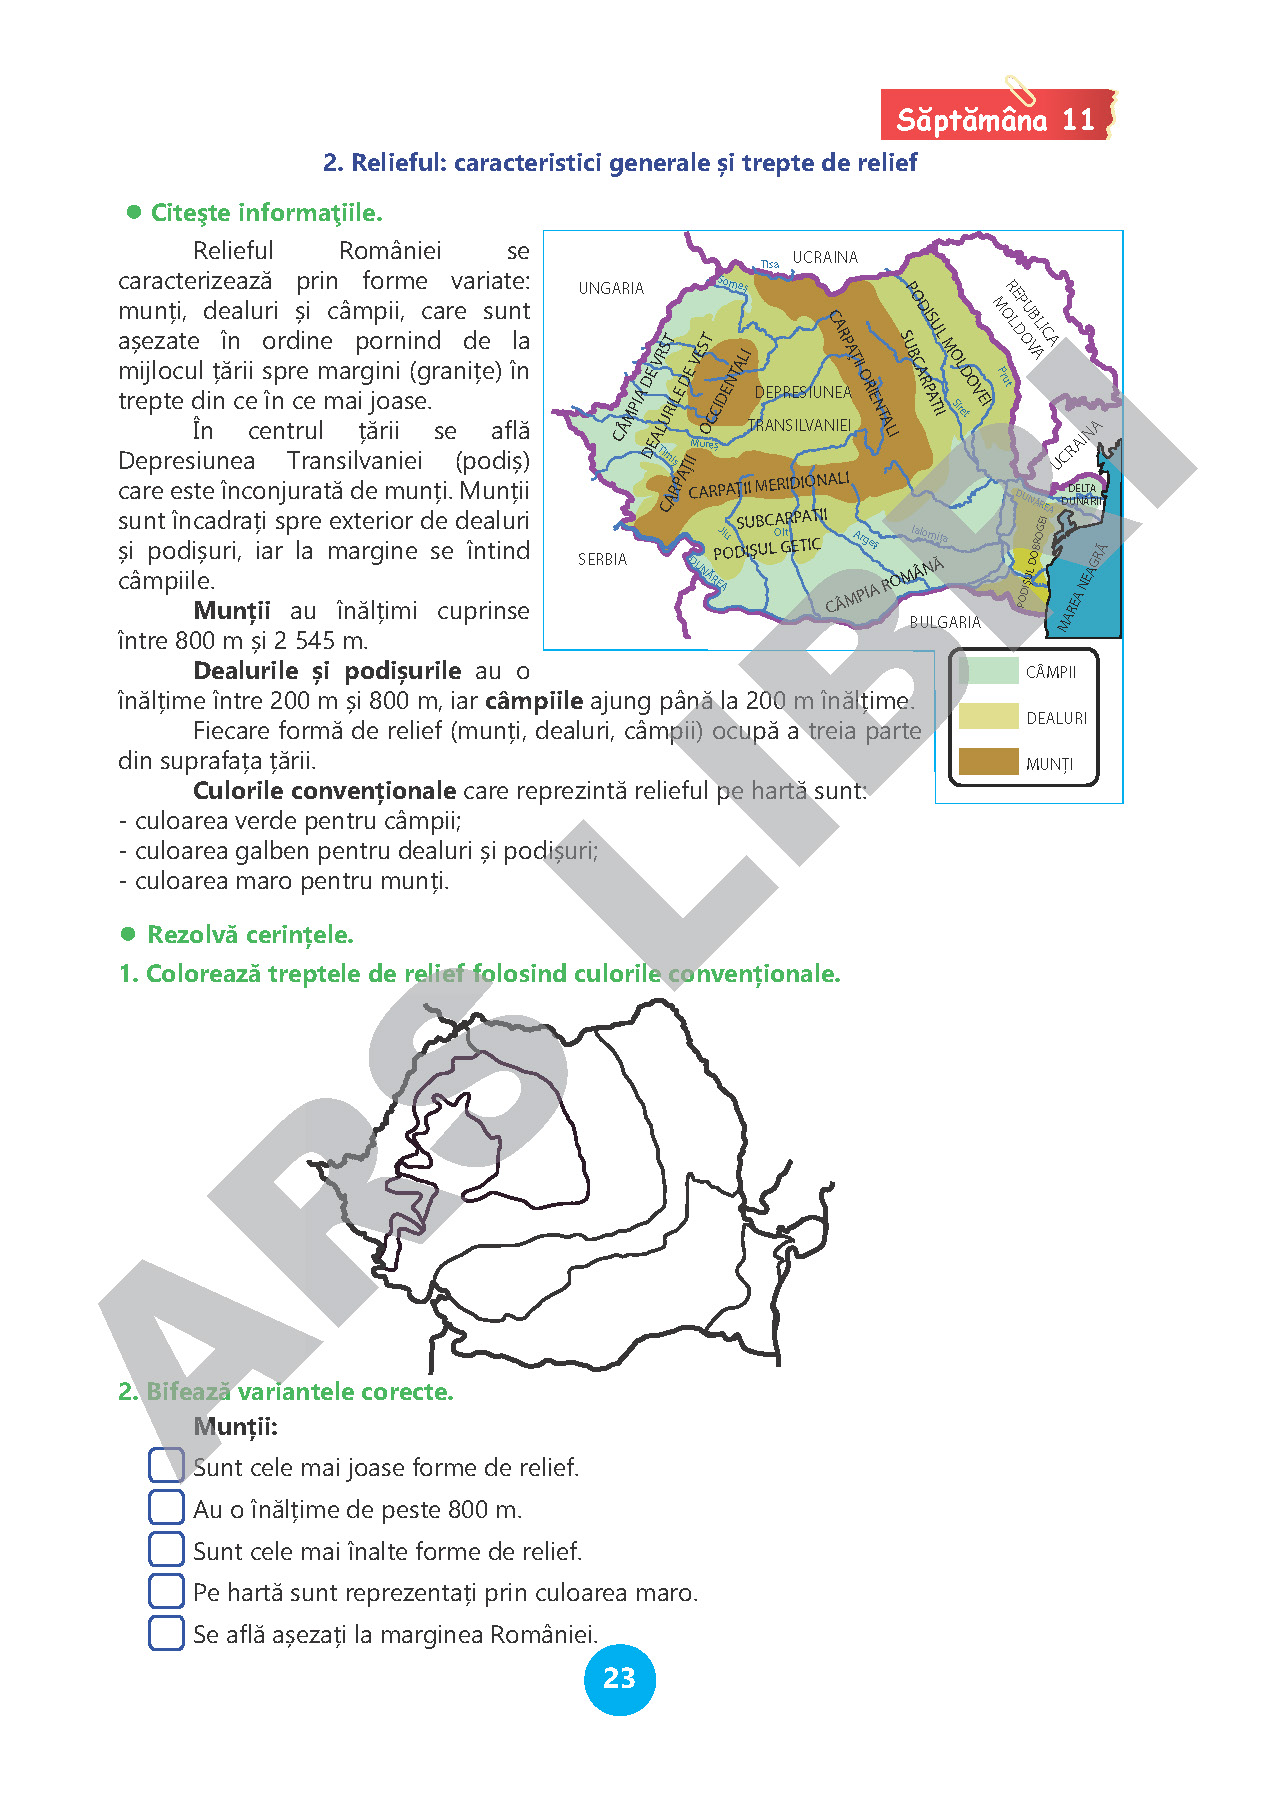 Săptămâna 11
2. Relieful: caracteristici generale și trepte de relief
● Citeşte informaţiile.
Relieful României se
caracterizează prin forme variate:
munți, dealuri și câmpii, care sunt
așezate în ordine pornind de la
mijlocul țării spre margini (granițe) în
trepte din ce în ce mai joase.
În centrul țării se află
Depresiunea Transilvaniei (podiș)
care este înconjurată de munți. Munții
sunt încadrați spre exterior de dealuri
și podișuri, iar la margine se întind
câmpiile.
Munții au înălțimi cuprinse
între 800 m și 2 545 m.
Dealurile și podișurile au o
înălțime între 200 m și 800 m, iar câmpiile ajung până la 200 m înălțime.
Fiecare formă de relief (munți, dealuri, câmpii) ocupă a treia parte
din suprafața țării.
Culorile convenționale care reprezintă relieful pe hartă sunt:
- culoarea verde pentru câmpii;
- culoarea galben pentru dealuri și podișuri;
- culoarea maro pentru munți.
UCRAINA
Tisa
UNGARIA
Someș
REPUBLICA
MOLDOVA
PODIȘUL MOLDOVEI
CARPAȚII ORIENTALI
SUBCARPAȚII
CÂMPIA DE VRST
DEALURILE DE VEST
OCCIDENTALI
CARPAȚII
DEPRESIUNEA
TRANSILVANIEI
Prut
Siret
Mureș
Timiș
UCRAINA
CARPAȚII MERIDIONALI
DELTA
DUNĂRII
DUNĂREA
SUBCARPAȚII
Jiu
Olt
Argeș
Ialomița
PODIȘUL GETIC
SERBIA
DUNĂREA
CÂMPIA ROMÂNĂ
PODIȘUL DOBROGEI
MAREA NEAGRĂ
BULGARIA
CÂMPII
DEALURI
MUNȚI
● Rezolvă cerințele.
1. Colorează treptele de relief folosind culorile convenționale.
2. Bifează variantele corecte.
Munții:
Sunt cele mai joase forme de relief.
Au o înălțime de peste 800 m.
Sunt cele mai înalte forme de relief.
Pe hartă sunt reprezentați prin culoarea maro.
Se află așezați la marginea României.
23
ARS LIBRI